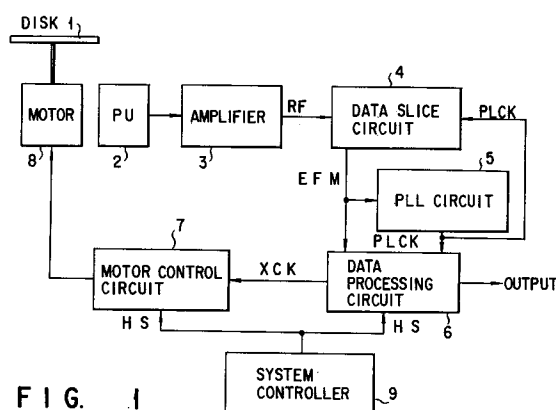 DISK 1
MOTOR
8
PU
2
AMPLIFIER
3
RF
4
DATA SLICE
CIRCUIT
PLCK
EFM
5
PLL CIRCUIT
PLCK
7
MOTOR CONTROL
CIRCUIT
XCK
DATA
PROCESSING
CIRCUIT
OUTPUT
6
HS
HS
SYSTEM
CONTROLLER
9
FIG. 1